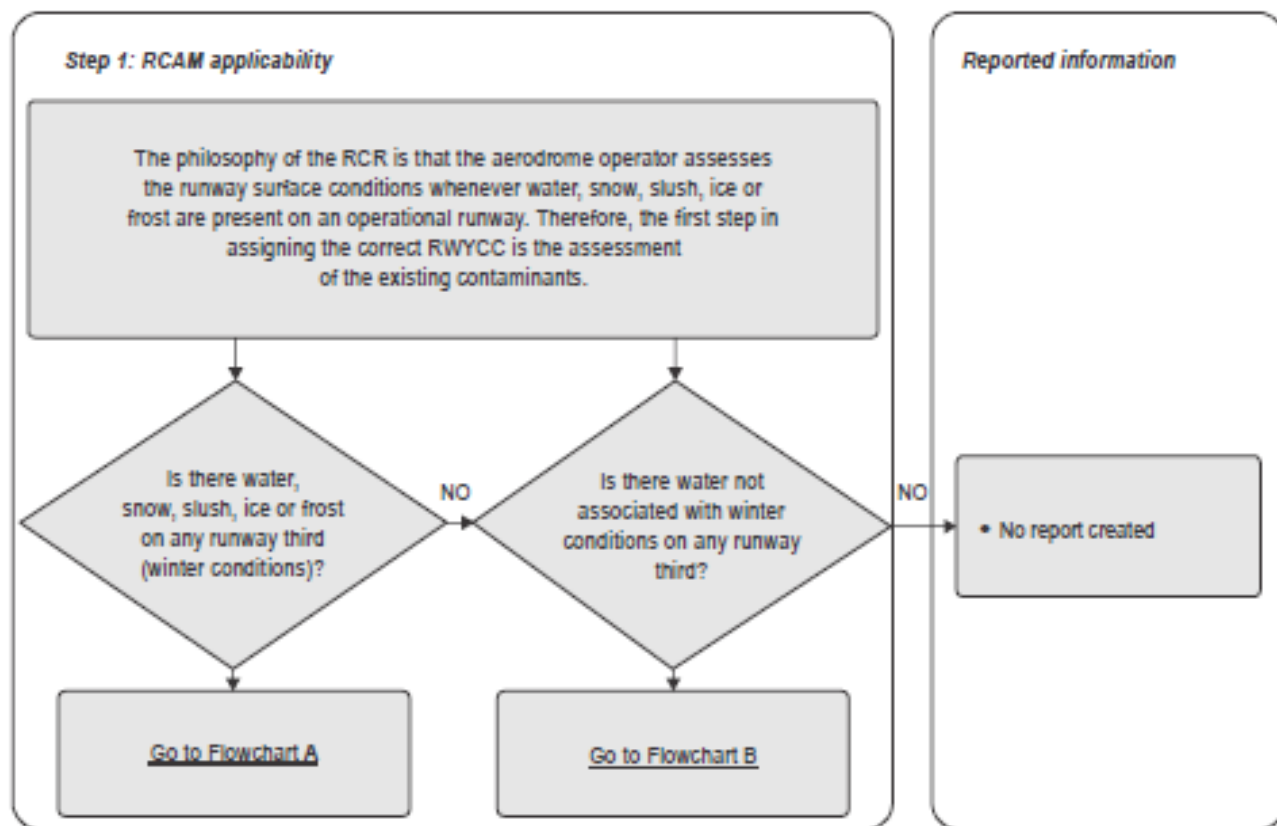 Step 1: RCAM applicability
The philosophy of the RCR is that the aerodrome operator assesses
the runway surface conditions whenever water, snow, slush, ice or
frost are present on an operational runway. Therefore, the first step in
assigning the correct RWYCC is the assessment
of the existing contaminants.
Is there water,
snow, slush, ice or frost
on any runway third
(winter conditions)?
NO
Is there water not
associated with winter
conditions on any runway
third?
NO
Go to Flowchart A
Go to Flowchart B
Reported information
• No report created